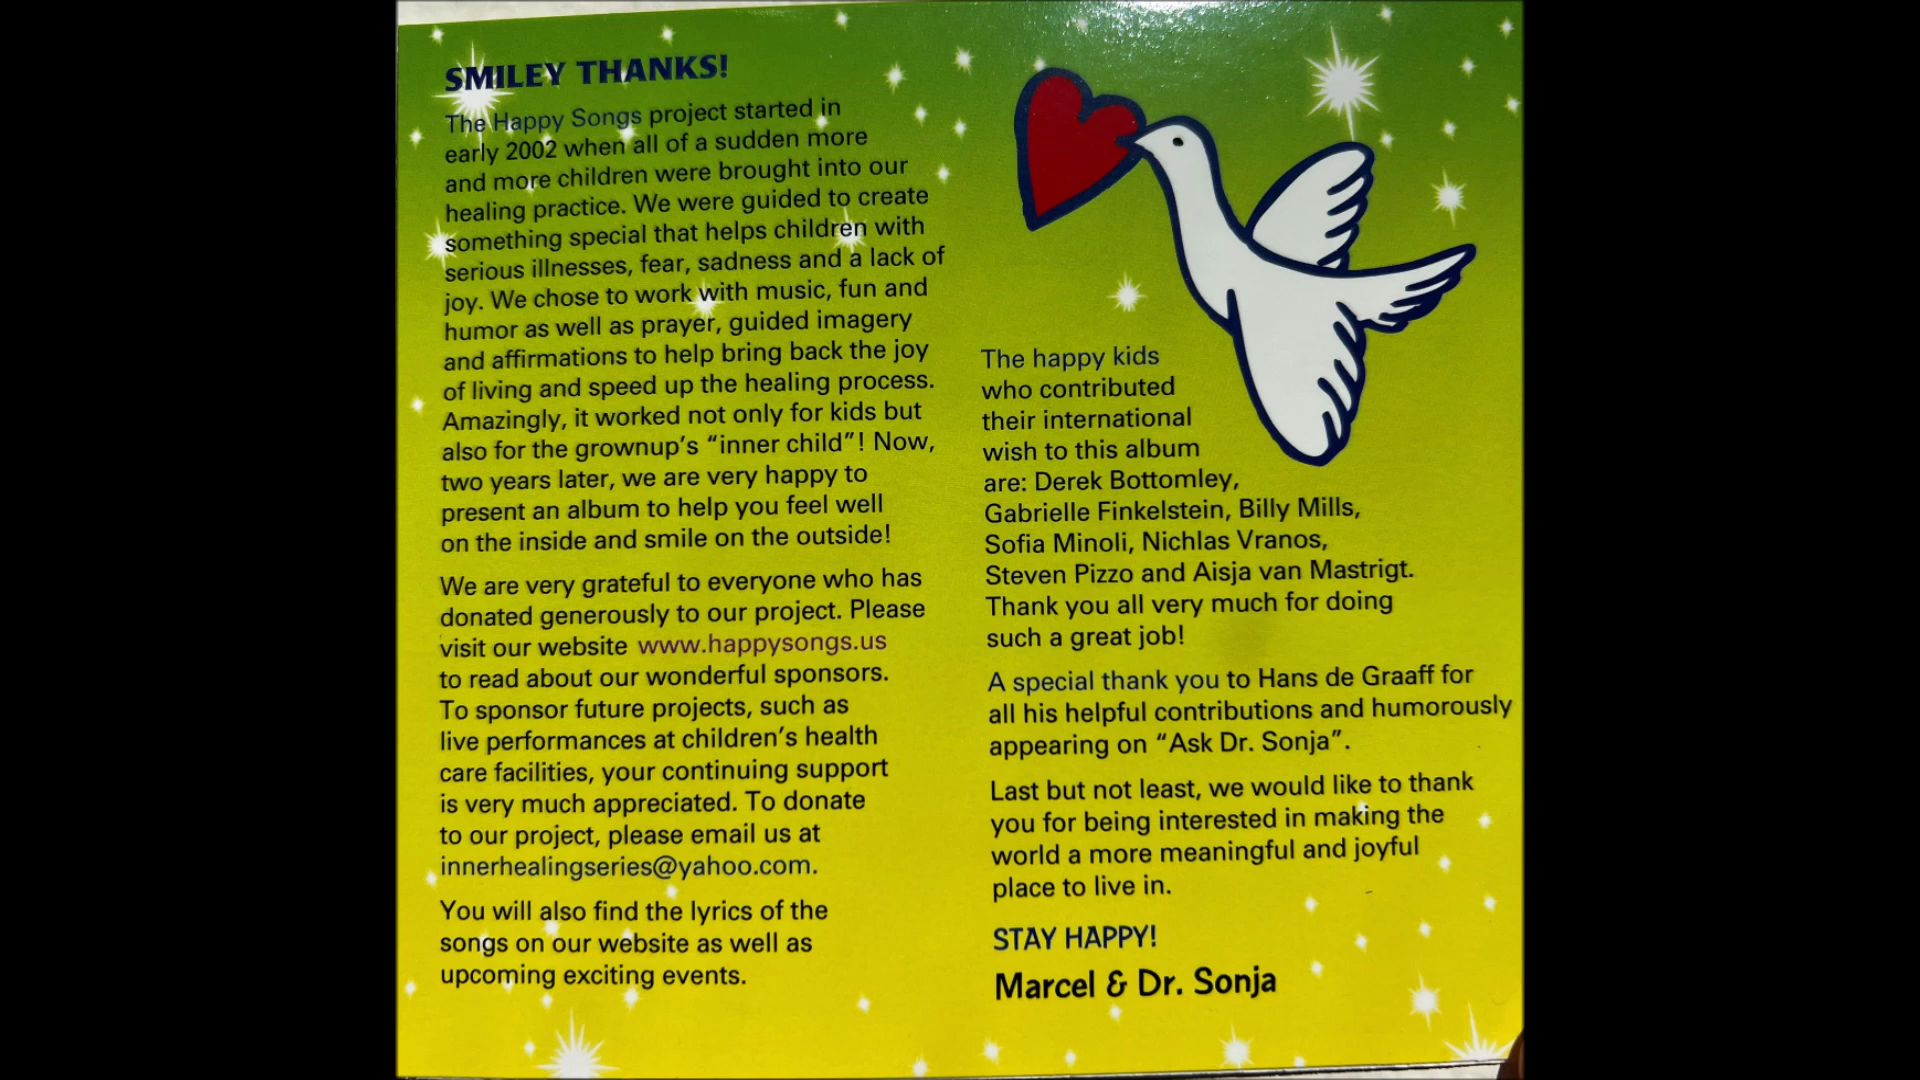 SMILEY THANKS!
The Happy Songs project started in
early 2002 when all of a sudden more
and more children were brought into our
healing practice. We were guided to create
something special that helps children with
serious illnesses, fear, sadness and a lack of
joy. We chose to work with music, fun and
humor as well as prayer, guided imagery
and affirmations to help bring back the joy
of living and speed up the healing process.
Amazingly, it worked not only for kids but
also for the grownup's “inner child”! Now,
two years later, we are very happy to
present an album to help you feel well
on the inside and smile on the outside!
We are very grateful to everyone who has
donated generously to our project. Please
visit our website www.happysongs.us
to read about our wonderful sponsors.
To sponsor future projects, such as
live performances at children's health
care facilities, your continuing support
is very much appreciated. To donate
to our project, please email us at
innerhealingseries@yahoo.com.
You will also find the lyrics of the
songs on our website as well as
upcoming exciting events.
The happy kids
who contributed
their international
wish to this album
are: Derek Bottomley,
Gabrielle Finkelstein, Billy Mills,
Sofia Minoli, Nichlas Vranos,
Steven Pizzo and Aisja van Mastrigt.
Thank you all very much for doing
such a great job!
A special thank you to Hans de Graaff for
all his helpful contributions and humorously
appearing on “Ask Dr. Sonja”.
Last but not least, we would like to thank
you for being interested in making the
world a more meaningful and joyful
place to live in.
STAY HAPPY!
Marcel & Dr. Sonja